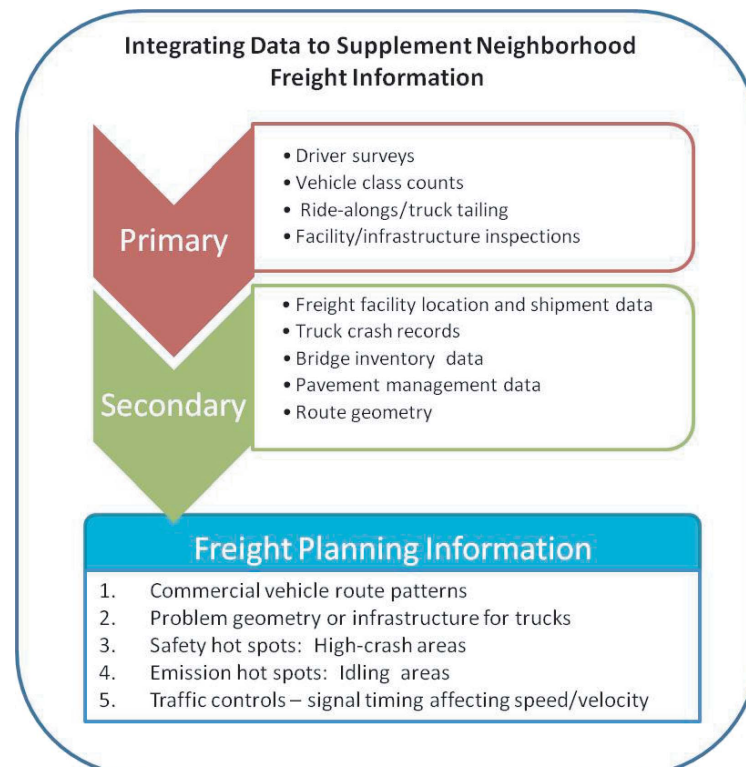 Integrating Data to Supplement Neighborhood
Freight Information
Primary
• Driver surveys
• Vehicle class counts
• Ride-alongs/truck tailing
• Facility/infrastructure inspections
Secondary
• Freight facility location and shipment data
• Truck crash records
• Bridge inventory data
• Pavement management data
• Route geometry
Freight Planning Information
1. Commercial vehicle route patterns
2. Problem geometry or infrastructure for trucks
3. Safety hot spots: High-crash areas
4. Emission hot spots: Idling areas
5. Traffic controls – signal timing affecting speed/velocity